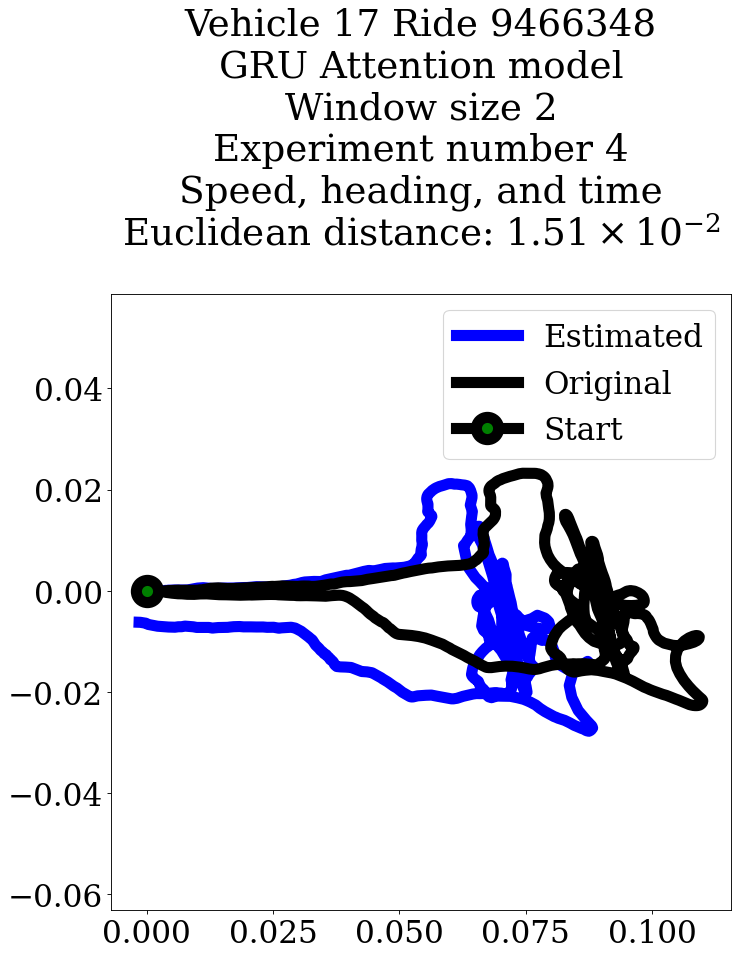 Vehicle 17 Ride 9466348
GRU Attention model
Window size 2
Experiment number 4
Speed, heading, and time
Euclidean distance: 1.51 × 10⁻²
Estimated
Original
Start
0.04
0.02
0.00
−0.02
−0.04
−0.06
0.000 0.025 0.050 0.075 0.100